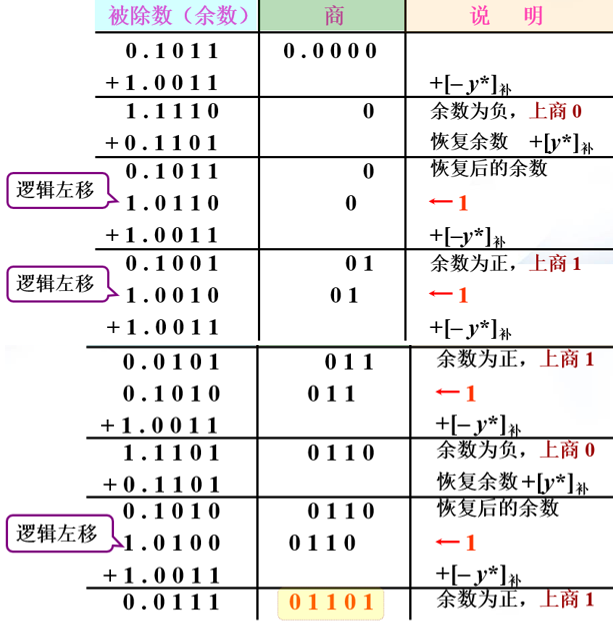 被除数（余数） 商 说 明
0.1011 0.0000
+1.0011 +[– y*]补
1.1110 0 余数为负，上商 0
+0.1101 恢复余数 +[y*]补
0.1011 0 恢复后的余数
逻辑左移 1.0110 0 ←1
+1.0011 +[–y*]补
0.1001 01 余数为正，上商 1
逻辑左移 1.0010 01 ←1
+1.0011 +[– y*]补
0.0101 011 余数为正，上商 1
0.1010 011 ←1
+1.0011 +[– y*]补
1.1101 0110 余数为负，上商 0
+0.1101 恢复余数+[y*]补
0.1010 0110 恢复后的余数
逻辑左移 1.0100 0110 ←1
+1.0011 +[– y*]补
0.0111 01101 余数为正，上商 1